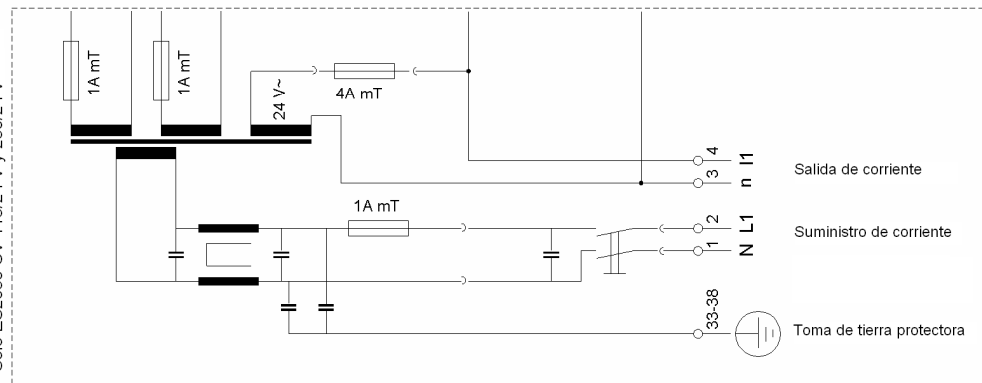 1A mT
1A mT
24 V~
4A mT
4
l1
3
n
Salida de corriente
1A mT
2
L1
1
N
Suministro de corriente
33-38
Toma de tierra protectora